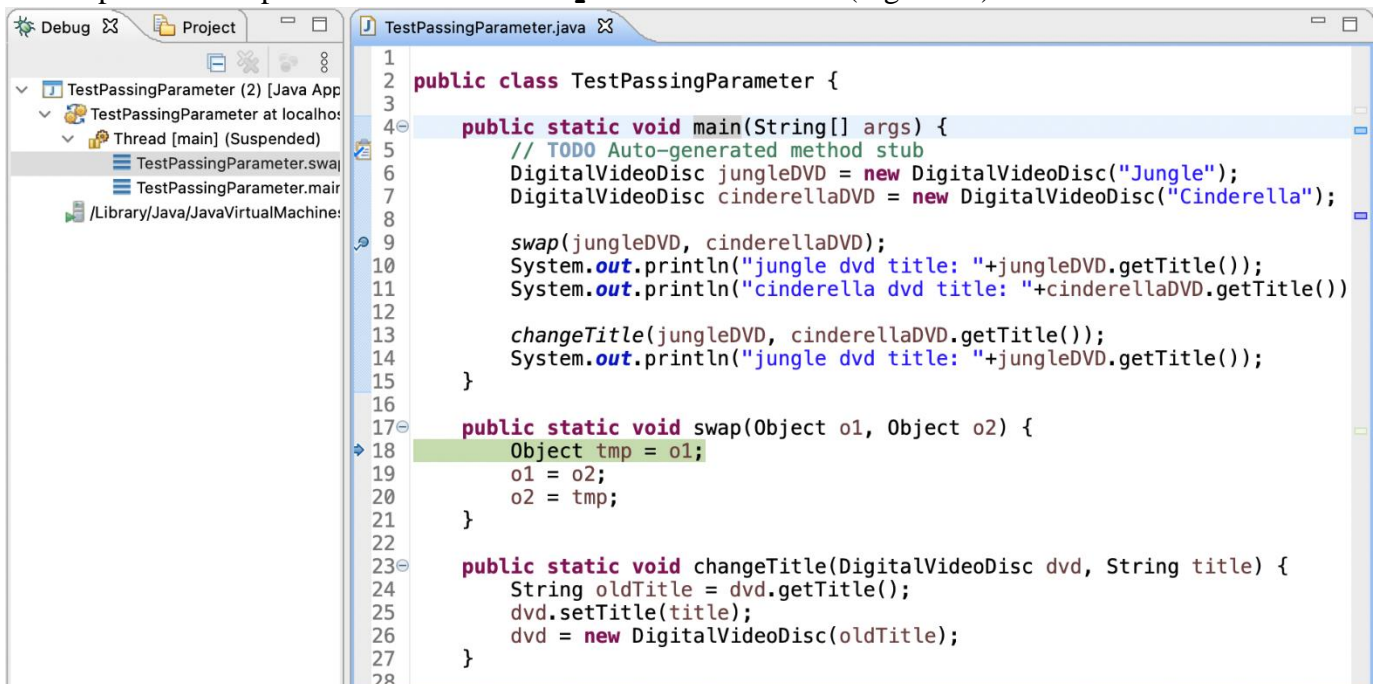 Debug Project
TestPassingParameter (2) [Java App
TestPassingParameter at localhos
Thread [main] (Suspended)
TestPassingParameter.swap
TestPassingParameter.main
/Library/Java/JavaVirtualMachines
TestPassingParameter.java
1
2 public class TestPassingParameter {
3
4 public static void main(String[] args) {
5 // TODO Auto-generated method stub
6 DigitalVideoDisc jungleDVD = new DigitalVideoDisc("Jungle");
7 DigitalVideoDisc cinderellaDVD = new DigitalVideoDisc("Cinderella");
8
9 swap(jungleDVD, cinderellaDVD);
10 System.out.println("jungle dvd title: "+jungleDVD.getTitle());
11 System.out.println("cinderella dvd title: "+cinderellaDVD.getTitle())
12
13 changeTitle(jungleDVD, cinderellaDVD.getTitle());
14 System.out.println("jungle dvd title: "+jungleDVD.getTitle());
15 }
16
17 public static void swap(Object o1, Object o2) {
18 Object tmp = o1;
19 o1 = o2;
20 o2 = tmp;
21 }
22
23 public static void changeTitle(DigitalVideoDisc dvd, String title) {
24 String oldTitle = dvd.getTitle();
25 dvd.setTitle(title);
26 dvd = new DigitalVideoDisc(oldTitle);
27 }
28